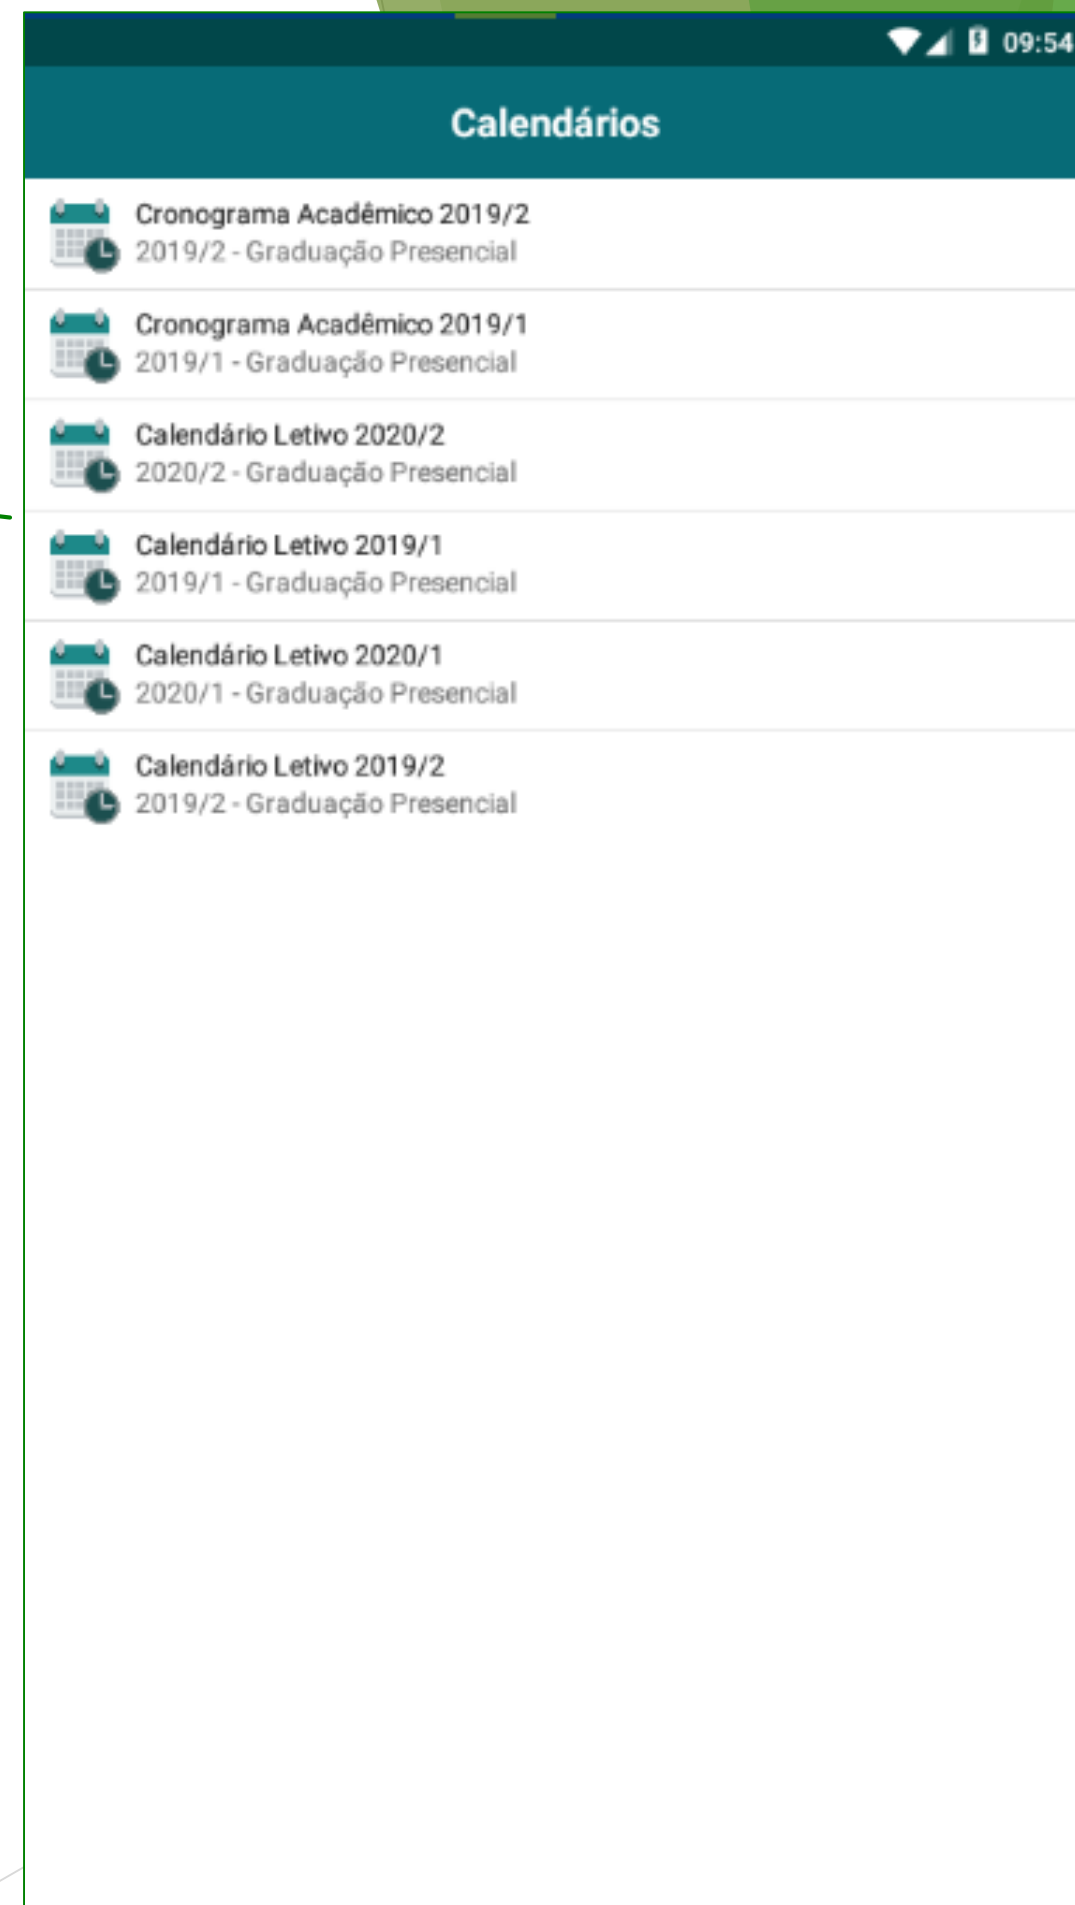 09:54
Calendários
Cronograma Acadêmico 2019/2
2019/2 - Graduação Presencial
Cronograma Acadêmico 2019/1
2019/1 - Graduação Presencial
Calendário Letivo 2020/2
2020/2 - Graduação Presencial
Calendário Letivo 2019/1
2019/1 - Graduação Presencial
Calendário Letivo 2020/1
2020/1 - Graduação Presencial
Calendário Letivo 2019/2
2019/2 - Graduação Presencial